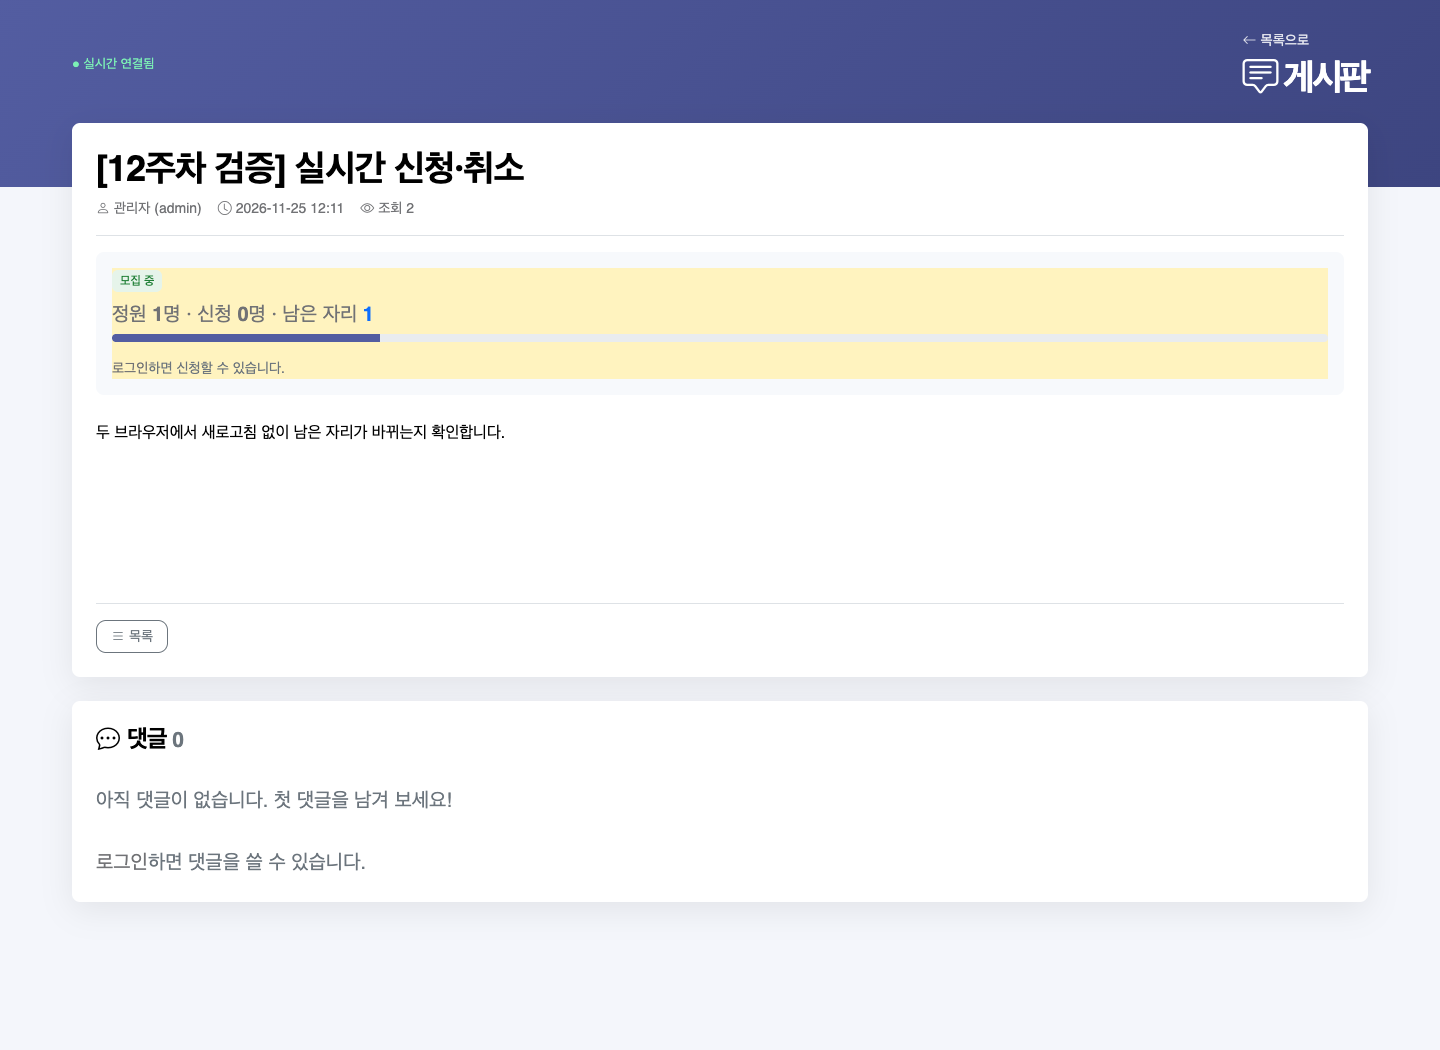 ● 실시간 연결됨
← 목록으로
게시판
[12주차 검증] 실시간 신청·취소
관리자 (admin) 2026-11-25 12:11 조회 2
모집 중
정원 1명 · 신청 0명 · 남은 자리 1
로그인하면 신청할 수 있습니다.
두 브라우저에서 새로고침 없이 남은 자리가 바뀌는지 확인합니다.
목록
댓글 0
아직 댓글이 없습니다. 첫 댓글을 남겨 보세요!
로그인하면 댓글을 쓸 수 있습니다.